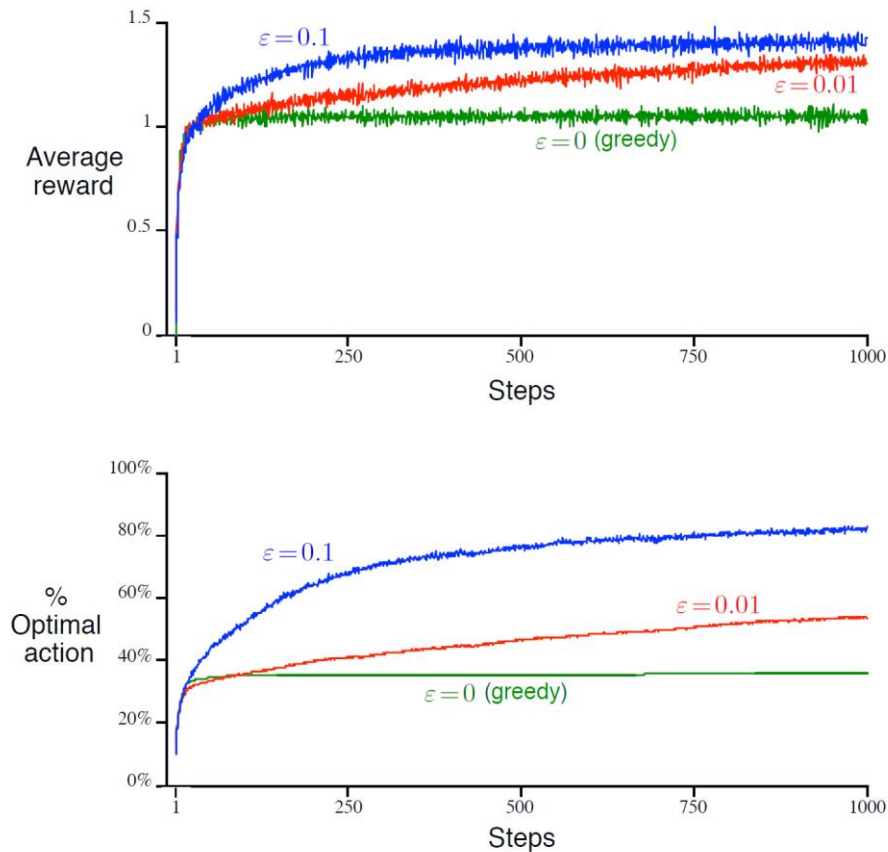 1.5
ε = 0.1
ε = 0.01
1
ε = 0 (greedy)
Average
reward
0.5
0
1
250
500
750
1000
Steps
100%
80%
ε = 0.1
60%
ε = 0.01
%
Optimal
action
40%
ε = 0 (greedy)
20%
0%
1
250
500
750
1000
Steps